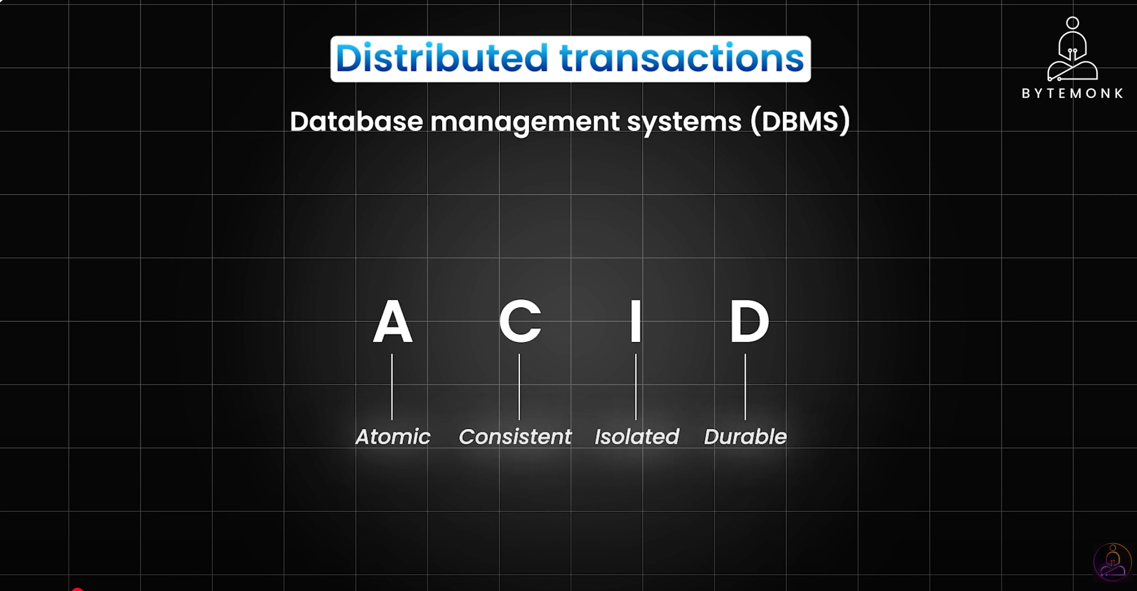 Distributed transactions
BYTEMONK
Database management systems (DBMS)
A C I D
Atomic Consistent Isolated Durable